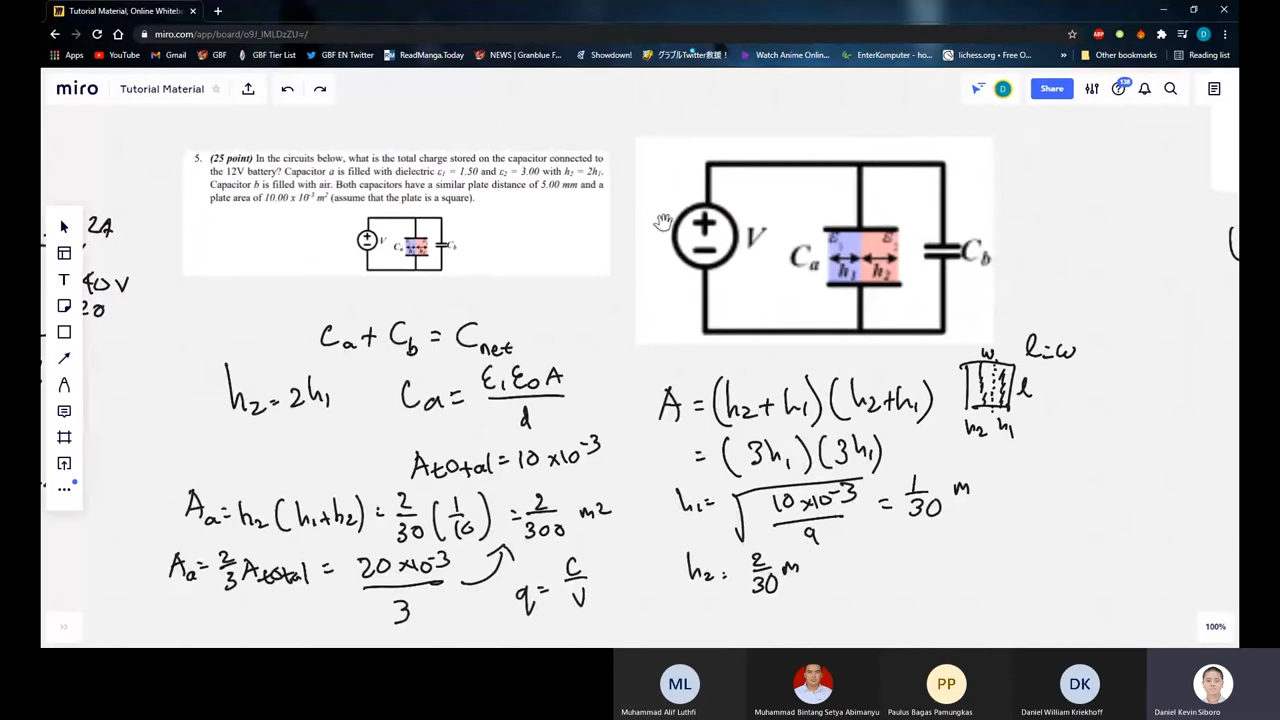 Tutorial Material, Online Whiteb
miro.com/app/board/o9J_lMLDzZU=/
Apps YouTube Gmail GBF GBF Tier List GBF EN Twitter ReadManga.Today NEWS | Granblue F... Showdown! グラブルTwitter救援! Watch Anime Onlin... EnterKomputer - ho... lichess.org • Free O... » Other bookmarks Reading list
miro Tutorial Material Share 138
5. (25 point) In the circuits below, what is the total charge stored on the capacitor connected to
the 12V battery? Capacitor a is filled with dielectric ε1 = 1.50 and ε2 = 3.00 with h2 = 2h1.
Capacitor b is filled with air. Both capacitors have a similar plate distance of 5.00 mm and a
plate area of 10.00 x 10⁻³ m² (assume that the plate is a square).
V Ca h1 h2 Cb
V Ca ε h1 h2 Cb
40V
20
Ca + Cb = Cnet
h2 = 2h1
Ca = ε1 ε0 A / d
Atotal = 10 x10⁻³
Aa = h2 (h1+h2) = 2/30 (1/10) = 2/300 m2
Aa = 2/3 Atotal = 20 x10⁻³ / 3
q = C/V
A = (h2+h1)(h2+h1)
= (3h1)(3h1)
h1 = √(10 x10⁻³ / 9) = 1/30 m
h2 = 2/30 m
w l=w
l
h2 h1
100%
ML PP DK
Muhammad Alif Luthfi Muhammad Bintang Setya Abimanyu Paulus Bagas Pamungkas Daniel William Kriekhoff Daniel Kevin Siboro